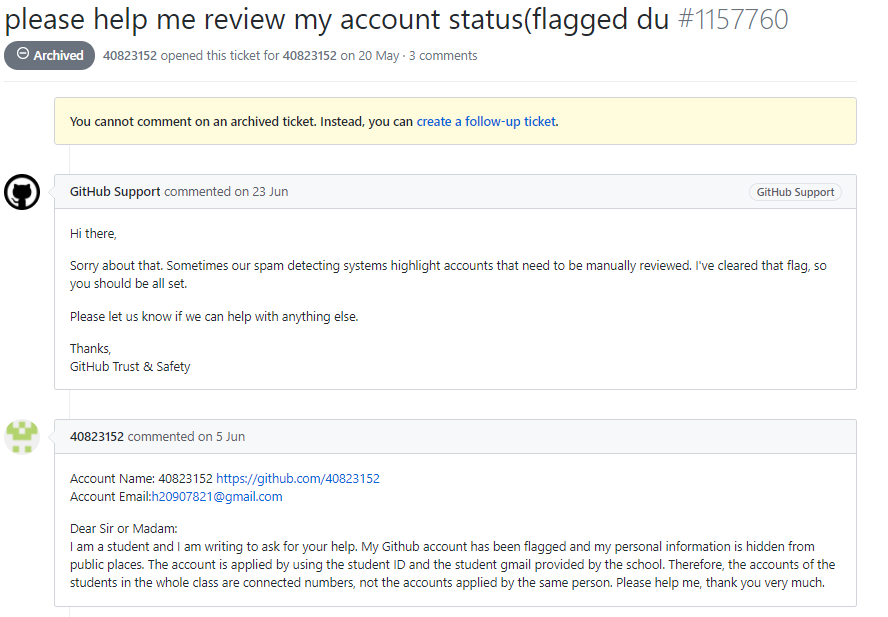 please help me review my account status(flagged du #1157760
Archived 40823152 opened this ticket for 40823152 on 20 May · 3 comments
You cannot comment on an archived ticket. Instead, you can create a follow-up ticket.
GitHub Support commented on 23 Jun GitHub Support
Hi there,
Sorry about that. Sometimes our spam detecting systems highlight accounts that need to be manually reviewed. I've cleared that flag, so
you should be all set.
Please let us know if we can help with anything else.
Thanks,
GitHub Trust & Safety
40823152 commented on 5 Jun
Account Name: 40823152 https://github.com/40823152
Account Email:h20907821@gmail.com
Dear Sir or Madam:
I am a student and I am writing to ask for your help. My Github account has been flagged and my personal information is hidden from
public places. The account is applied by using the student ID and the student gmail provided by the school. Therefore, the accounts of the
students in the whole class are connected numbers, not the accounts applied by the same person. Please help me, thank you very much.